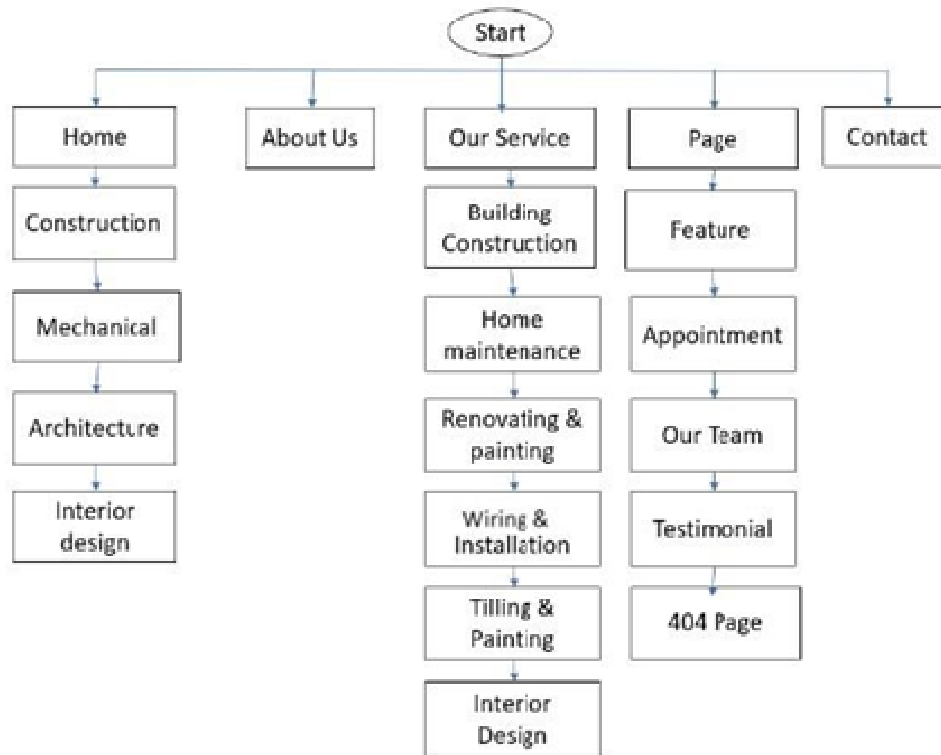 Start
Home
About Us
Our Service
Page
Contact
Construction
Building
Construction
Feature
Mechanical
Home
maintenance
Appointment
Architecture
Renovating &
painting
Our Team
Interior
design
Wiring &
Installation
Testimonial
Tilling &
Painting
404 Page
Interior
Design